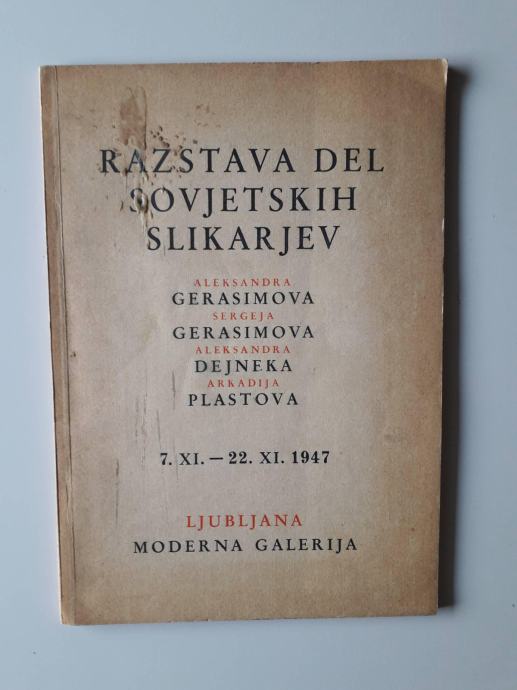 RAZSTAVA DEL
SOVJETSKIH
SLIKARJEV
ALEKSANDRA
GERASIMOVA
SERGEJA
GERASIMOVA
ALEKSANDRA
DEJNEKA
ARKADIJA
PLASTOVA
7. XI. — 22. XI. 1947
LJUBLJANA
MODERNA GALERIJA